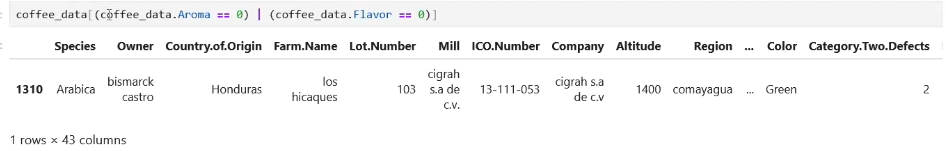 coffee_data[(coffee_data.Aroma == 0) | (coffee_data.Flavor == 0)]
Species Owner Country.of.Origin Farm.Name Lot.Number Mill ICO.Number Company Altitude Region ... Color Category.Two.Defects
1310 Arabica bismarck castro Honduras los hicaques 103 cigrah s.a de c.v. 13-111-053 cigrah s.a de c.v 1400 comayagua ... Green 2
1 rows × 43 columns